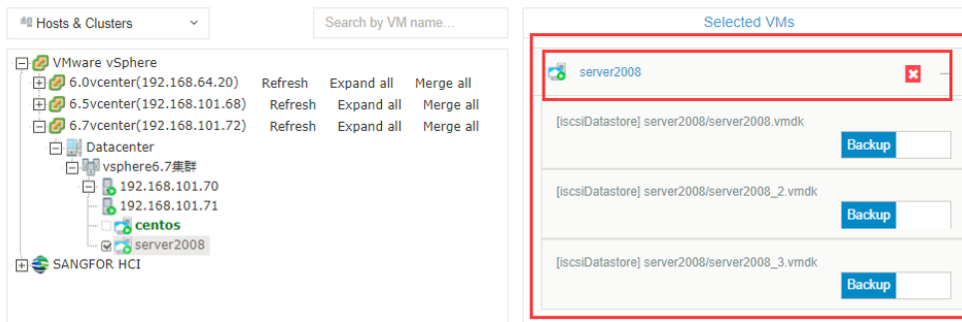 Hosts & Clusters
Search by VM name...
Selected VMs
VMware vSphere
6.0vcenter(192.168.64.20) Refresh Expand all Merge all
6.5vcenter(192.168.101.68) Refresh Expand all Merge all
6.7vcenter(192.168.101.72) Refresh Expand all Merge all
Datacenter
vsphere6.7集群
192.168.101.70
192.168.101.71
centos
server2008
SANGFOR HCI
server2008
[iscsiDatastore] server2008/server2008.vmdk
Backup
[iscsiDatastore] server2008/server2008_2.vmdk
Backup
[iscsiDatastore] server2008/server2008_3.vmdk
Backup